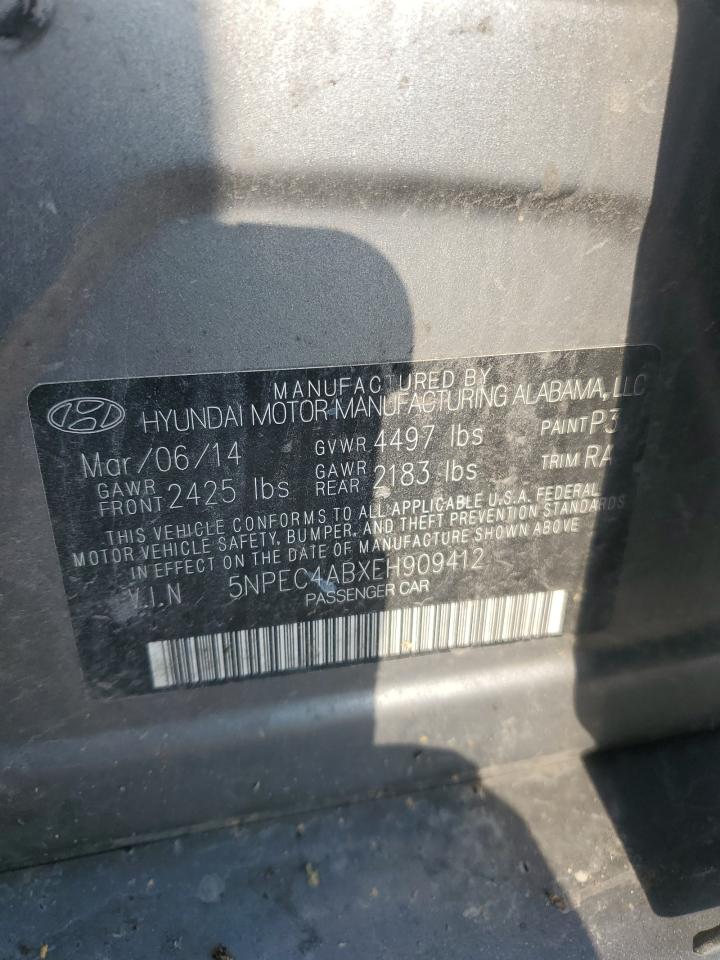 MANUFACTURED BY
HYUNDAI MOTOR MANUFACTURING ALABAMA, LLC
Mar/06/14 GVWR 4497 lbs PAINT P3
GAWR FRONT 2425 lbs GAWR REAR 2183 lbs TRIM RA
THIS VEHICLE CONFORMS TO ALL APPLICABLE U.S.A. FEDERAL
MOTOR VEHICLE SAFETY, BUMPER, AND THEFT PREVENTION STANDARDS
IN EFFECT ON THE DATE OF MANUFACTURE SHOWN ABOVE
V.I.N 5NPEC4ABXEH909412
PASSENGER CAR